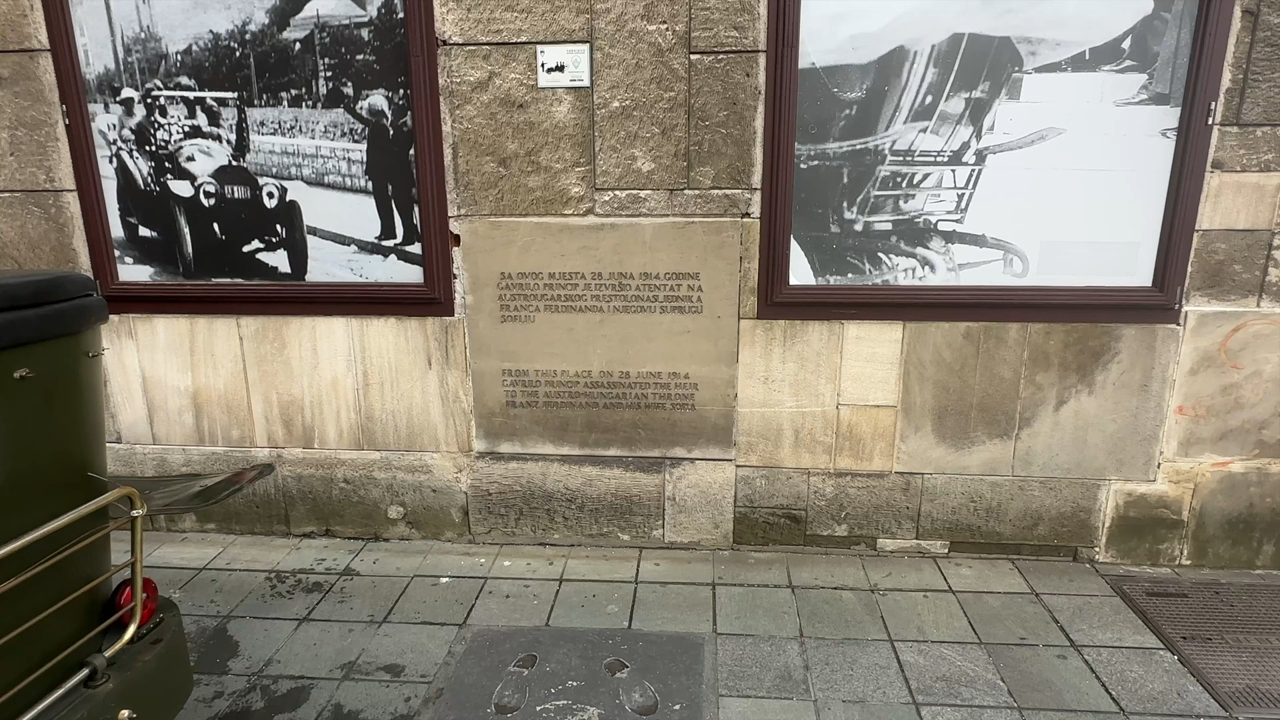 SA OVOG MJESTA 28. JUNA 1914. GODINE
GAVRILO PRINCIP JE IZVRŠIO ATENTAT NA
AUSTROUGARSKOG PRESTOLONASLJEDNIKA
FRANCA FERDINANDA I NJEGOVU SUPRUGU
SOFIJU
FROM THIS PLACE ON 28 JUNE 1914
GAVRILO PRINCIP ASSASSINATED THE HEIR
TO THE AUSTRO-HUNGARIAN THRONE
FRANZ FERDINAND AND HIS WIFE SOFIA